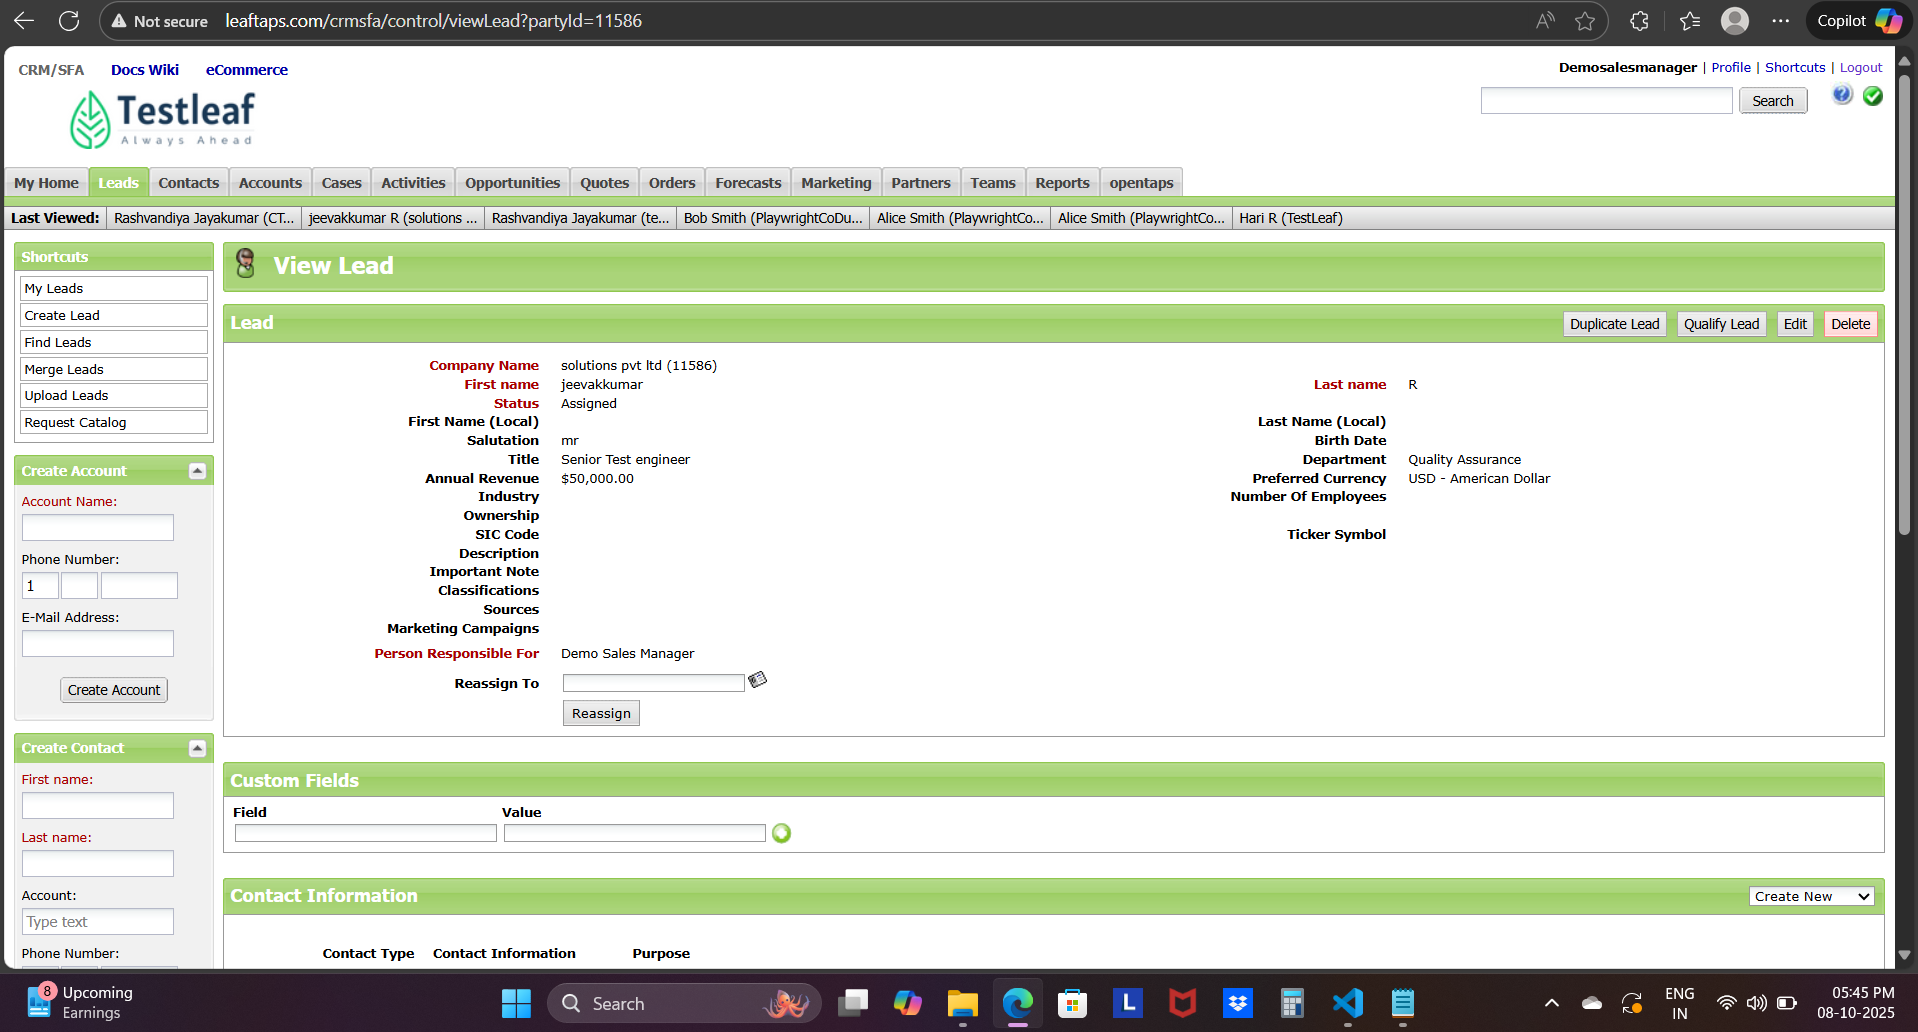 Not secure leaftaps.com/crmsfa/control/viewLead?partyId=11586 Copilot
CRM/SFA Docs Wiki eCommerce
Demosalesmanager | Profile | Shortcuts | Logout
Testleaf
Always Ahead
Search
My Home Leads Contacts Accounts Cases Activities Opportunities Quotes Orders Forecasts Marketing Partners Teams Reports opentaps
Last Viewed: Rashvandiya Jayakumar (CT... jeevakkumar R (solutions ... Rashvandiya Jayakumar (te... Bob Smith (PlaywrightCoDu... Alice Smith (PlaywrightCo... Alice Smith (PlaywrightCo... Hari R (TestLeaf)
Shortcuts
My Leads
Create Lead
Find Leads
Merge Leads
Upload Leads
Request Catalog
Create Account
Account Name:
Phone Number:
1
E-Mail Address:
Create Account
Create Contact
First name:
Last name:
Account:
Type text
Phone Number:
View Lead
Lead
Duplicate Lead Qualify Lead Edit Delete
Company Name solutions pvt ltd (11586)
First name jeevakkumar Last name R
Status Assigned
First Name (Local) Last Name (Local)
Salutation mr Birth Date
Title Senior Test engineer Department Quality Assurance
Annual Revenue $50,000.00 Preferred Currency USD - American Dollar
Industry Number Of Employees
Ownership
SIC Code Ticker Symbol
Description
Important Note
Classifications
Sources
Marketing Campaigns
Person Responsible For Demo Sales Manager
Reassign To
Reassign
Custom Fields
Field Value
Contact Information Create New
Contact Type Contact Information Purpose
8 Upcoming
Earnings
Search
L
ENG
IN
05:45 PM
08-10-2025